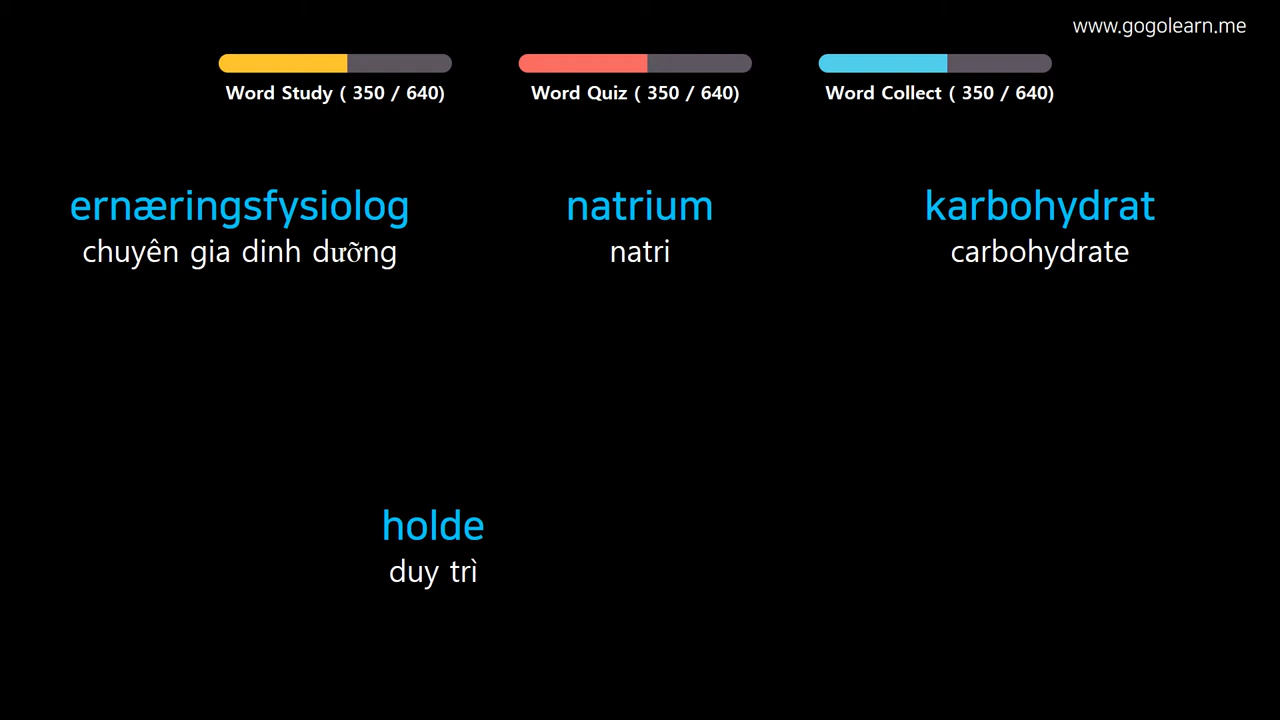 www.gogolearn.me
Word Study ( 350 / 640)
Word Quiz ( 350 / 640)
Word Collect ( 350 / 640)
ernæringsfysiolog
chuyên gia dinh dưỡng
natrium
natri
karbohydrat
carbohydrate
holde
duy trì